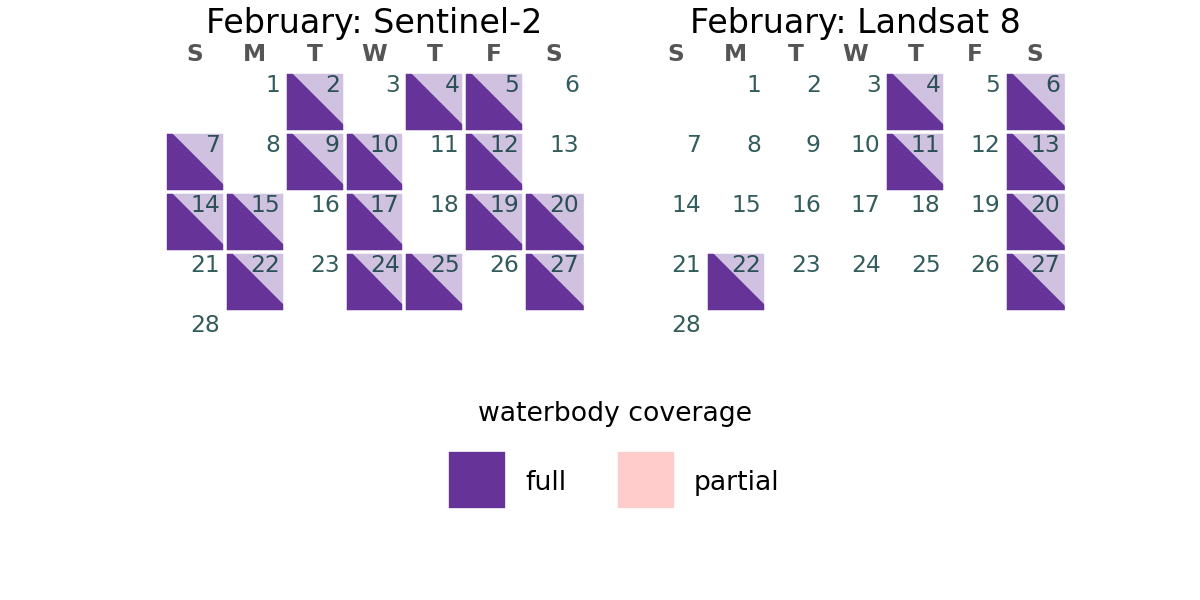 February: Sentinel-2
S M T W T F S
1 2 3 4 5 6
7 8 9 10 11 12 13
14 15 16 17 18 19 20
21 22 23 24 25 26 27
28
February: Landsat 8
S M T W T F S
1 2 3 4 5 6
7 8 9 10 11 12 13
14 15 16 17 18 19 20
21 22 23 24 25 26 27
28
waterbody coverage
full partial